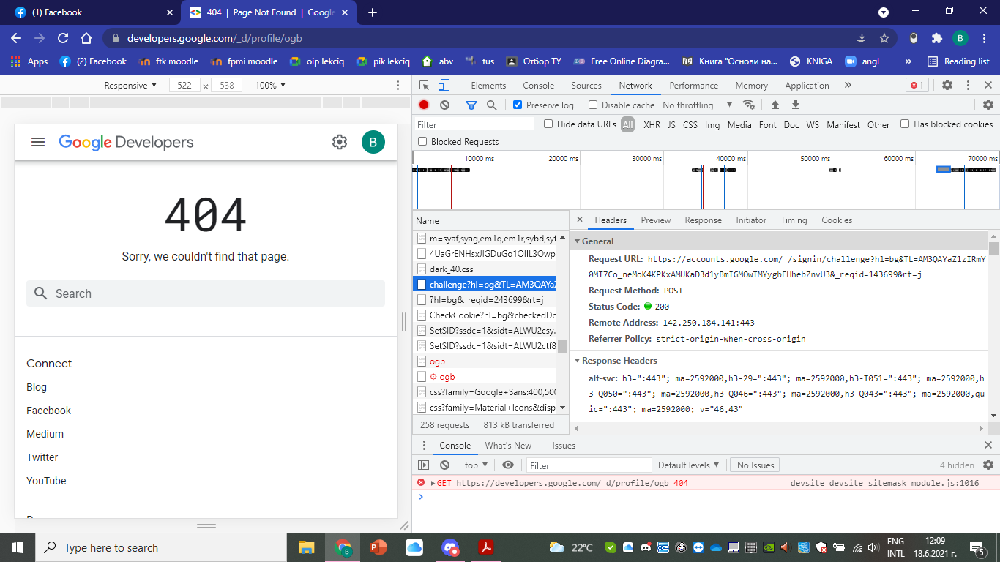 (1) Facebook
404 | Page Not Found | Google
developers.google.com/_d/profile/ogb
B
Apps
(2) Facebook
ftk moodle
fpmi moodle
oip lekciq
pik lekciq
abv
tus
Отбор ТУ
Free Online Diagra...
Книга "Основи на...
KNIGA
angl
»
Reading list
Responsive
522 x 538
100%
Google Developers
B
404
Sorry, we couldn't find that page.
Search
Connect
Blog
Facebook
Medium
Twitter
YouTube
Elements Console Sources Network Performance Memory Application » 1
Preserve log Disable cache No throttling
Filter Hide data URLs All XHR JS CSS Img Media Font Doc WS Manifest Other Has blocked cookies
Blocked Requests
10000 ms 20000 ms 30000 ms 40000 ms 50000 ms 60000 ms 70000 ms
Name
m=syaf,syag,em1q,em1r,sybd,syf
4UaGrENHsxJlGDuGo1OIlL3Owp.
dark_40.css
challenge?hl=bg&TL=AM3QAYaZ
?hl=bg&_reqid=243699&rt=j
CheckCookie?hl=bg&checkedDo
SetSID?ssdc=1&sidt=ALWU2csy.
SetSID?ssdc=1&sidt=ALWU2ctf8
ogb
ogb
css?family=Google+Sans:400,500
css?family=Material+Icons&disp
258 requests 813 kB transferred
Headers Preview Response Initiator Timing Cookies
General
Request URL: https://accounts.google.com/_/signin/challenge?hl=bg&TL=AM3QAYaZ1zIRmY
0MT7Co_neMoK4KPKxAMUKaD3d1yBmIGMOwTMYygbFHhebZnvU3&_reqid=143699&rt=j
Request Method: POST
Status Code: 200
Remote Address: 142.250.184.141:443
Referrer Policy: strict-origin-when-cross-origin
Response Headers
alt-svc: h3=":443"; ma=2592000,h3-29=":443"; ma=2592000,h3-T051=":443"; ma=2592000,h
3-Q050=":443"; ma=2592000,h3-Q046=":443"; ma=2592000,h3-Q043=":443"; ma=2592000,qu
ic=":443"; ma=2592000; v="46,43"
Console What's New Issues
top Filter Default levels No Issues 4 hidden
GET https://developers.google.com/_d/profile/ogb 404 devsite_devsite_sitemask_module.js:1016
Type here to search
22°C
ENG
INTL
12:09
18.6.2021 г.
5